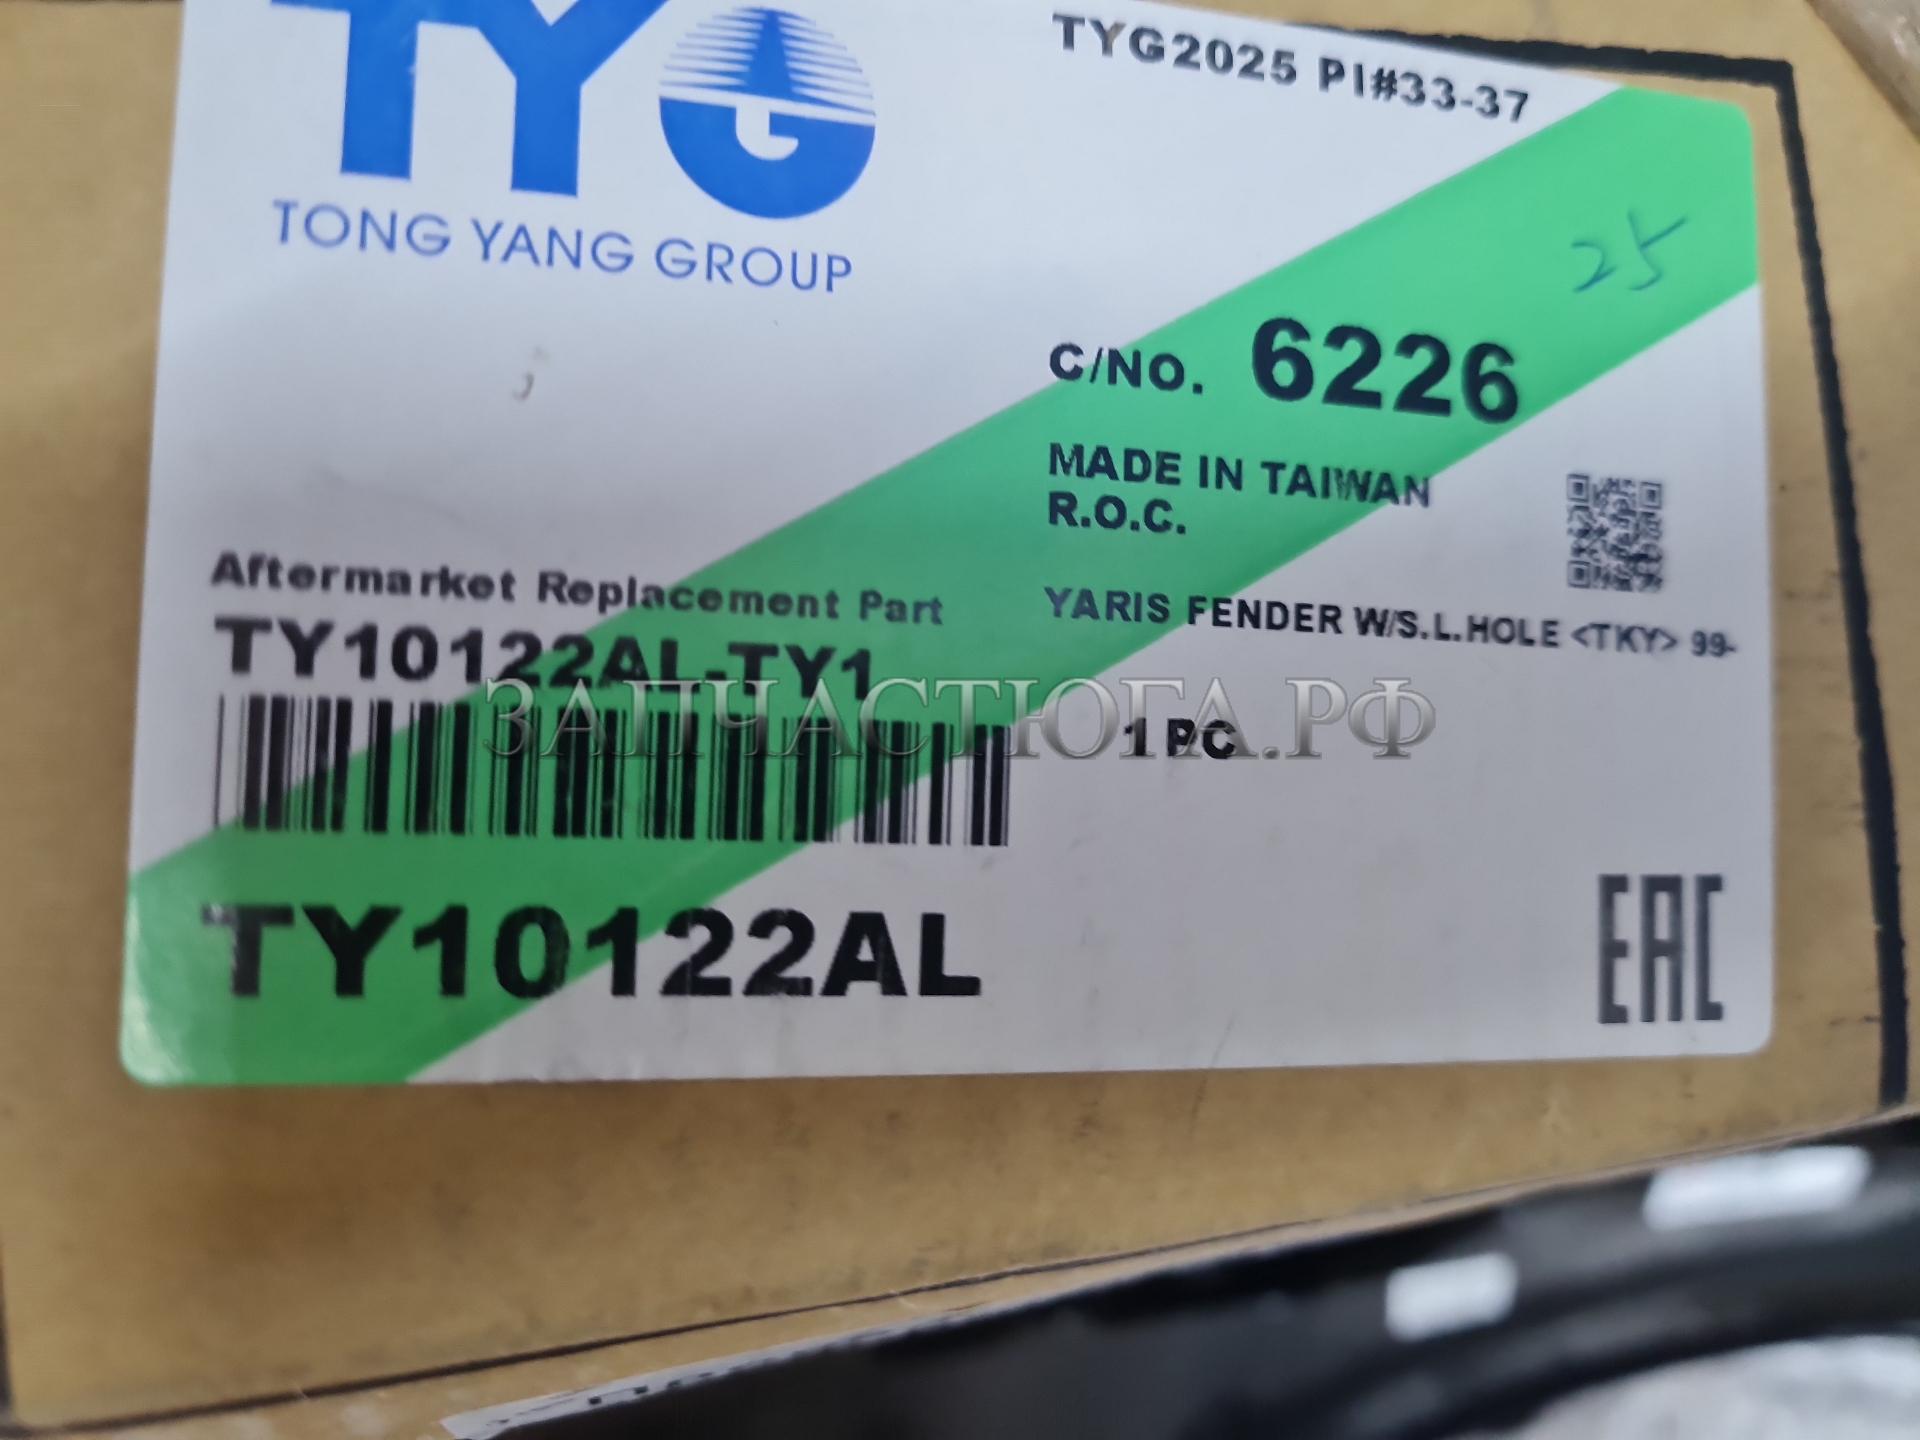 TYG
TONG YANG GROUP
TYG2025 PI#33-37
25
C/No. 6226
MADE IN TAIWAN
R.O.C.
Aftermarket Replacement Part
TY10122AL-TY1
YARIS FENDER W/S.L.HOLE <TKY> 99-
1 PC
ЗАПЧАСТЮГА.РФ
TY10122AL
EAC